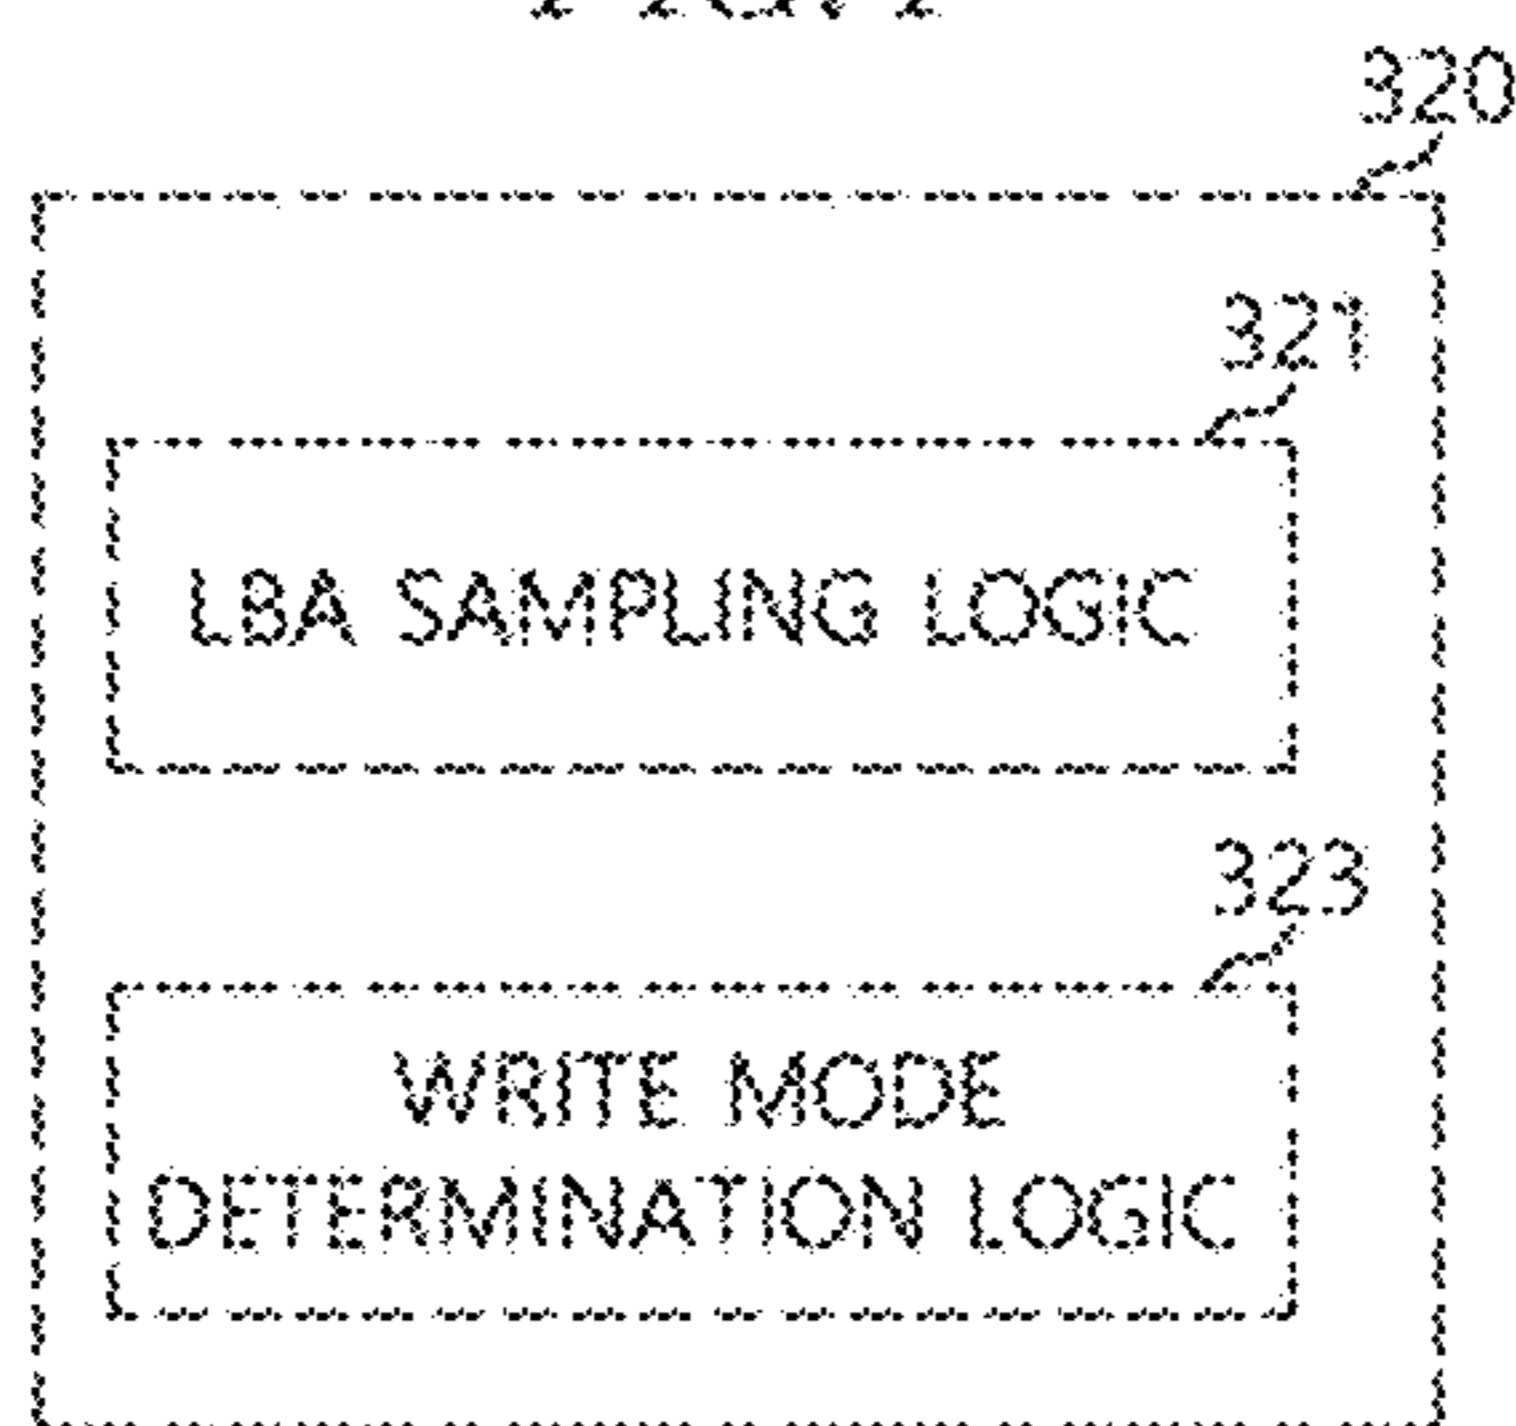 320
321
LBA SAMPLING LOGIC
323
WRITE MODE
DETERMINATION LOGIC